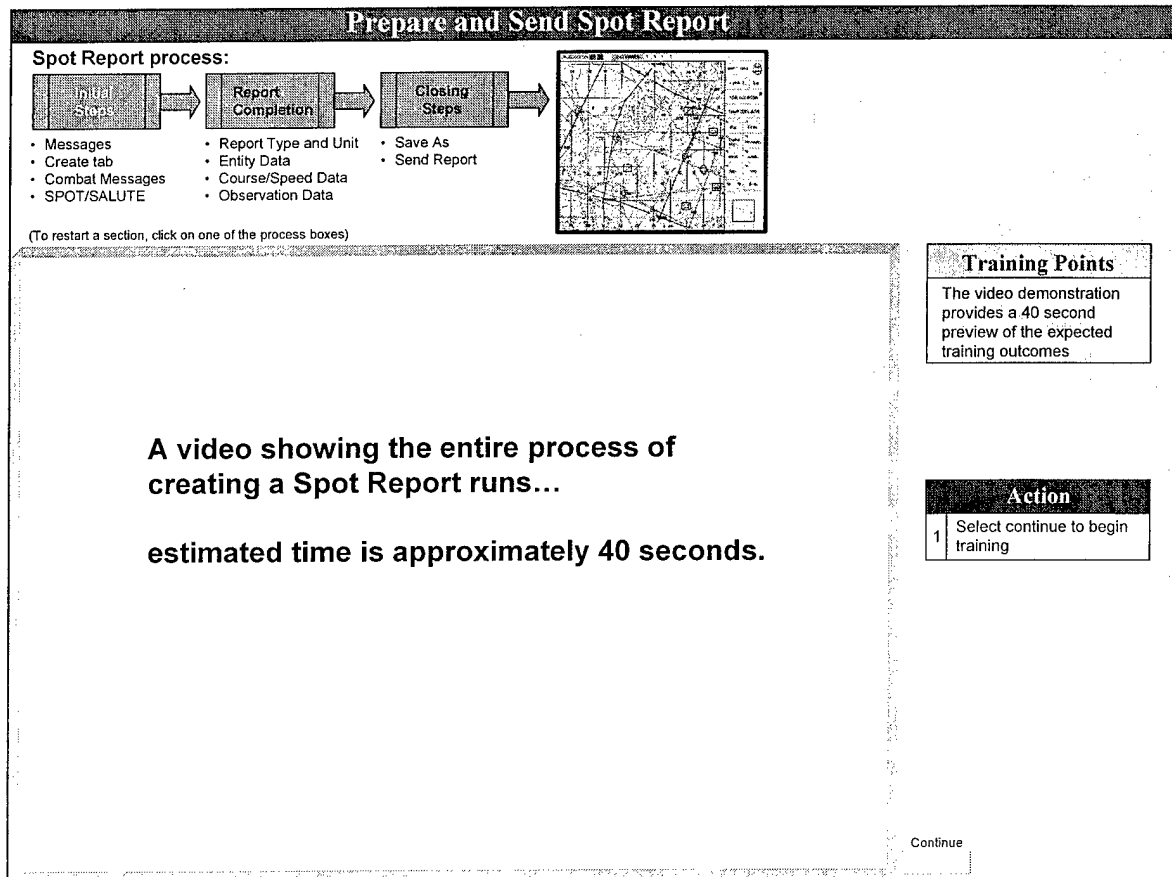 Prepare and Send Spot Report
Spot Report process:
Initial
Steps
• Messages
• Create tab
• Combat Messages
• SPOT/SALUTE
Report
Completion
• Report Type and Unit
• Entity Data
• Course/Speed Data
• Observation Data
Closing
Steps
• Save As
• Send Report
(To restart a section, click on one of the process boxes)
Training Points
The video demonstration
provides a 40 second
preview of the expected
training outcomes
A video showing the entire process of
creating a Spot Report runs...
estimated time is approximately 40 seconds.
Action
1 Select continue to begin
training
Continue